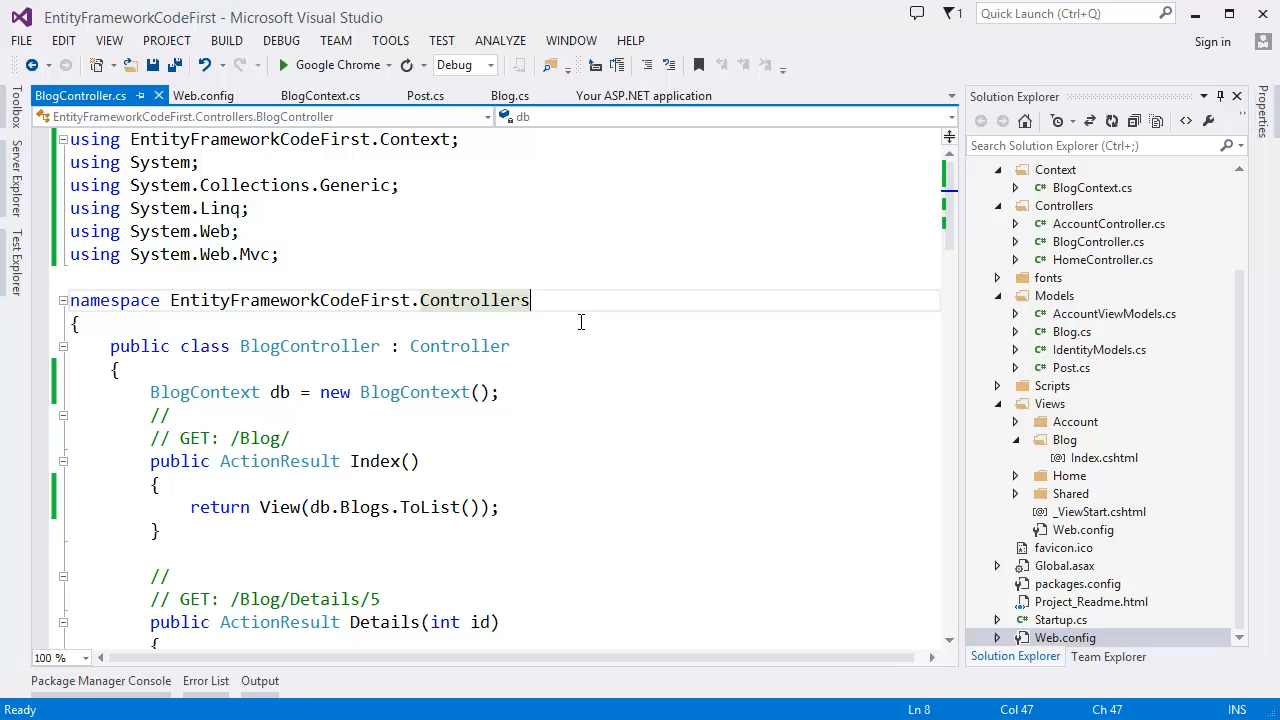 EntityFrameworkCodeFirst - Microsoft Visual Studio
1
Quick Launch (Ctrl+Q)
FILE EDIT VIEW PROJECT BUILD DEBUG TEAM TOOLS TEST ANALYZE WINDOW HELP
Sign in
Google Chrome
Debug
Toolbox
Server Explorer
Test Explorer
BlogController.cs Web.config BlogContext.cs Post.cs Blog.cs Your ASP.NET application
EntityFrameworkCodeFirst.Controllers.BlogController db
using EntityFrameworkCodeFirst.Context;
using System;
using System.Collections.Generic;
using System.Linq;
using System.Web;
using System.Web.Mvc;
namespace EntityFrameworkCodeFirst.Controllers
{
public class BlogController : Controller
{
BlogContext db = new BlogContext();
//
// GET: /Blog/
public ActionResult Index()
{
return View(db.Blogs.ToList());
}
//
// GET: /Blog/Details/5
public ActionResult Details(int id)
{
100 %
Solution Explorer
Search Solution Explorer (Ctrl+;)
Context
BlogContext.cs
Controllers
AccountController.cs
BlogController.cs
HomeController.cs
fonts
Models
AccountViewModels.cs
Blog.cs
IdentityModels.cs
Post.cs
Scripts
Views
Account
Blog
Index.cshtml
Home
Shared
_ViewStart.cshtml
Web.config
favicon.ico
Global.asax
packages.config
Project_Readme.html
Startup.cs
Web.config
Solution Explorer Team Explorer
Properties
Package Manager Console Error List Output
Ready Ln 8 Col 47 Ch 47 INS